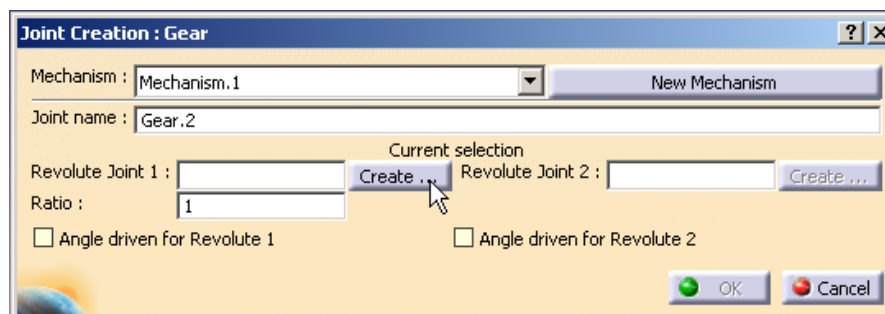 Joint Creation : Gear
Mechanism : Mechanism.1 New Mechanism
Joint name : Gear.2
Current selection
Revolute Joint 1 : Create ... Revolute Joint 2 : Create ...
Ratio : 1
Angle driven for Revolute 1 Angle driven for Revolute 2
OK Cancel